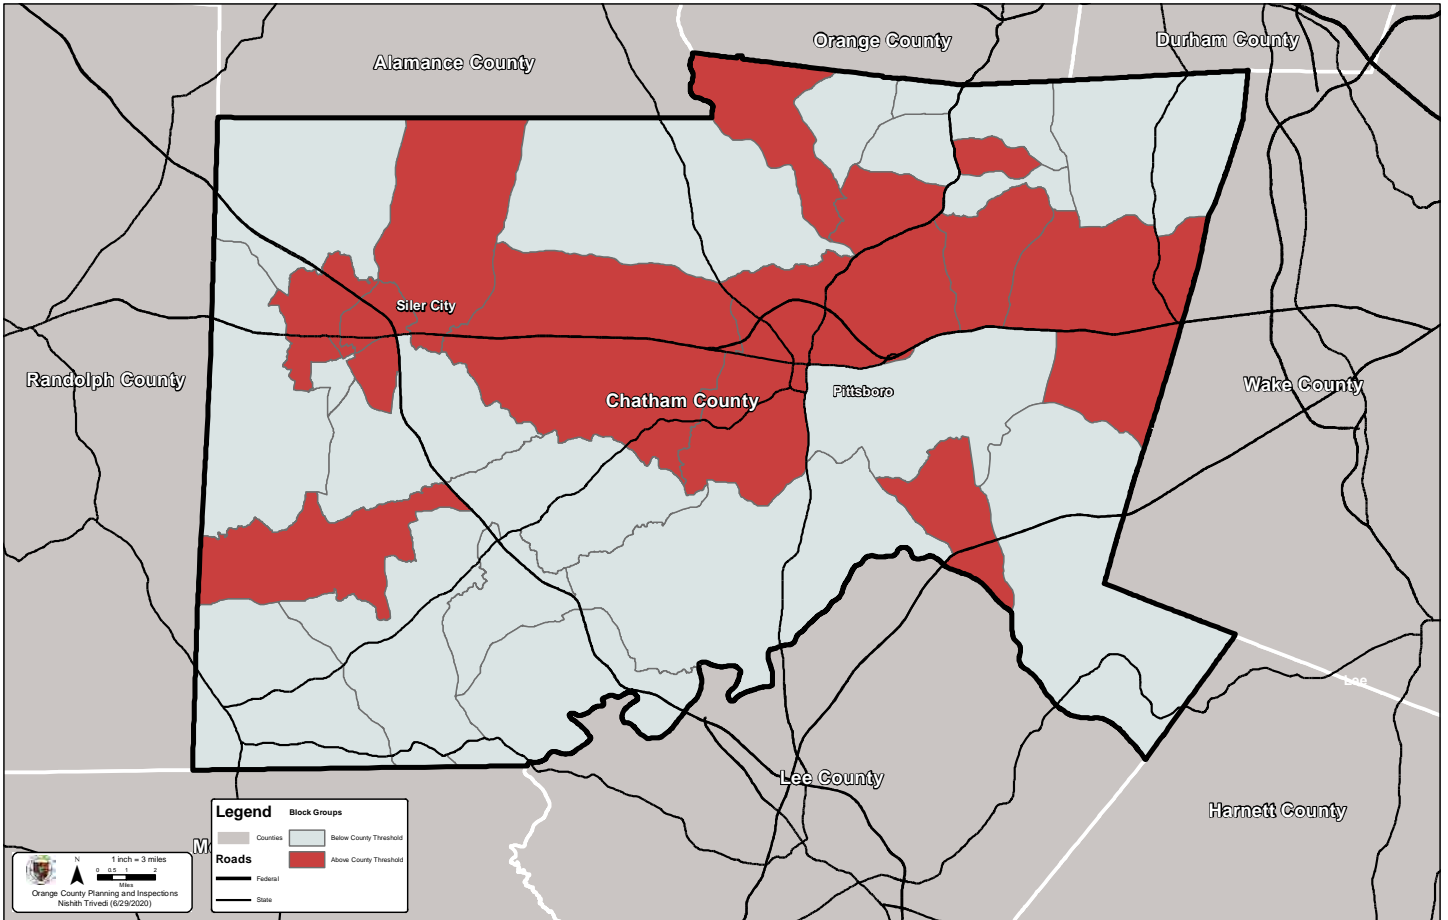 Orange County
Durham County
Alamance County
Siler City
Randolph County
Chatham County
Pittsboro
Wake County
Lee
Lee County
Harnett County
Legend
Block Groups
Counties
Below County Threshold
Roads
Above County Threshold
Federal
State
N
1 inch = 3 miles
0 0.5 1 2
Miles
Orange County Planning and Inspections
Nishith Trivedi (6/29/2020)